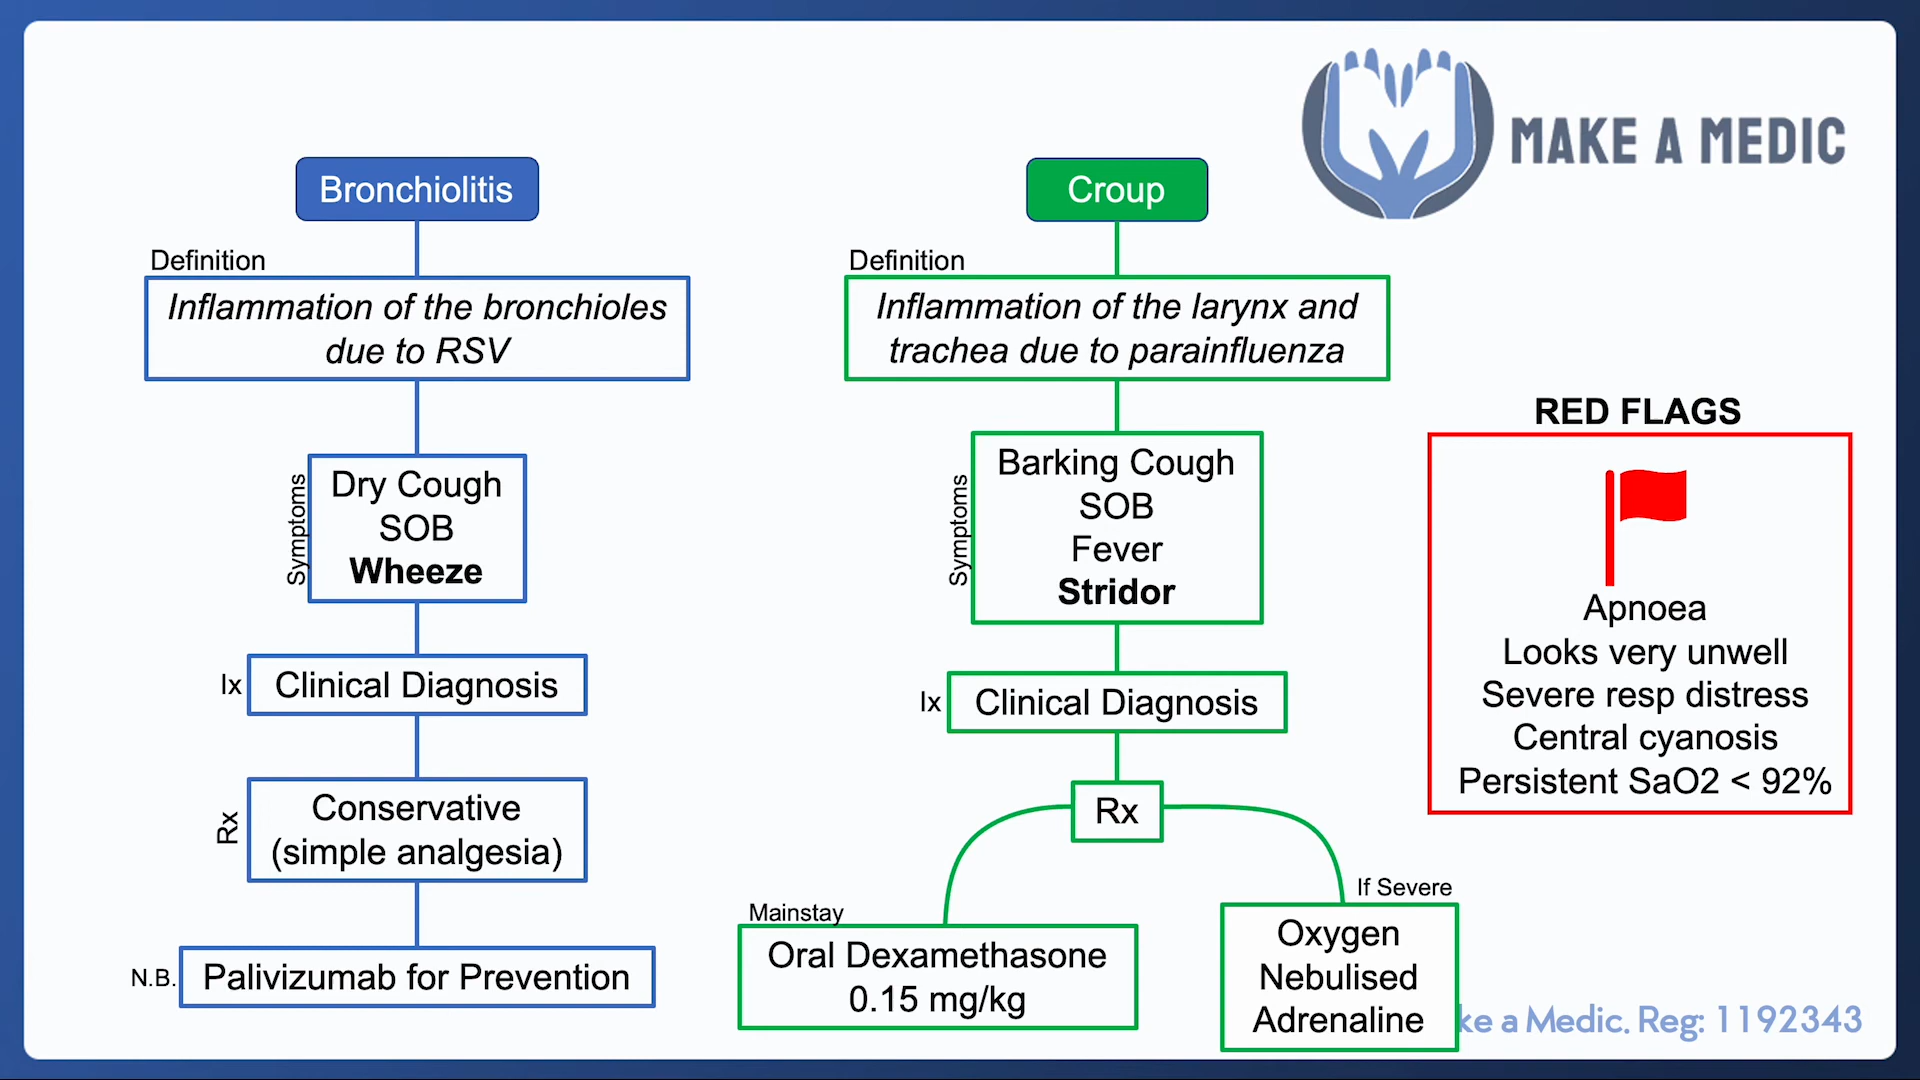 MAKE A MEDIC
Bronchiolitis
Definition
Inflammation of the bronchioles
due to RSV
Symptoms
Dry Cough
SOB
Wheeze
Ix
Clinical Diagnosis
Rx
Conservative
(simple analgesia)
N.B.
Palivizumab for Prevention
Croup
Definition
Inflammation of the larynx and
trachea due to parainfluenza
Symptoms
Barking Cough
SOB
Fever
Stridor
Ix
Clinical Diagnosis
Rx
Mainstay
Oral Dexamethasone
0.15 mg/kg
If Severe
Oxygen
Nebulised
Adrenaline
RED FLAGS
Apnoea
Looks very unwell
Severe resp distress
Central cyanosis
Persistent SaO2 < 92%
ke a Medic. Reg: 1192343